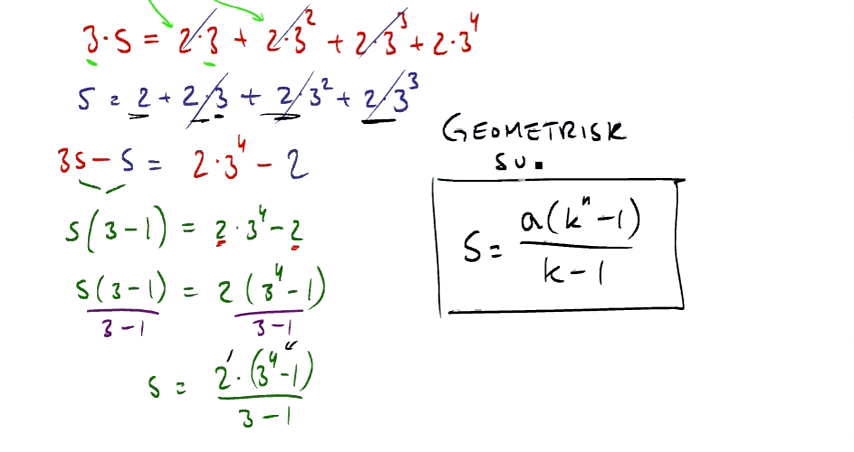 3·S = 2·3 + 2·3² + 2·3³ + 2·3⁴
S = 2 + 2·3 + 2·3² + 2·3³
3S − S = 2·3⁴ − 2
S(3−1) = 2·3⁴ − 2
S(3−1)/3−1 = 2(3⁴−1)/3−1
S = 2·(3⁴−1)/3−1
GEOMETRISK
SU.
S = a(kⁿ−1)/k−1